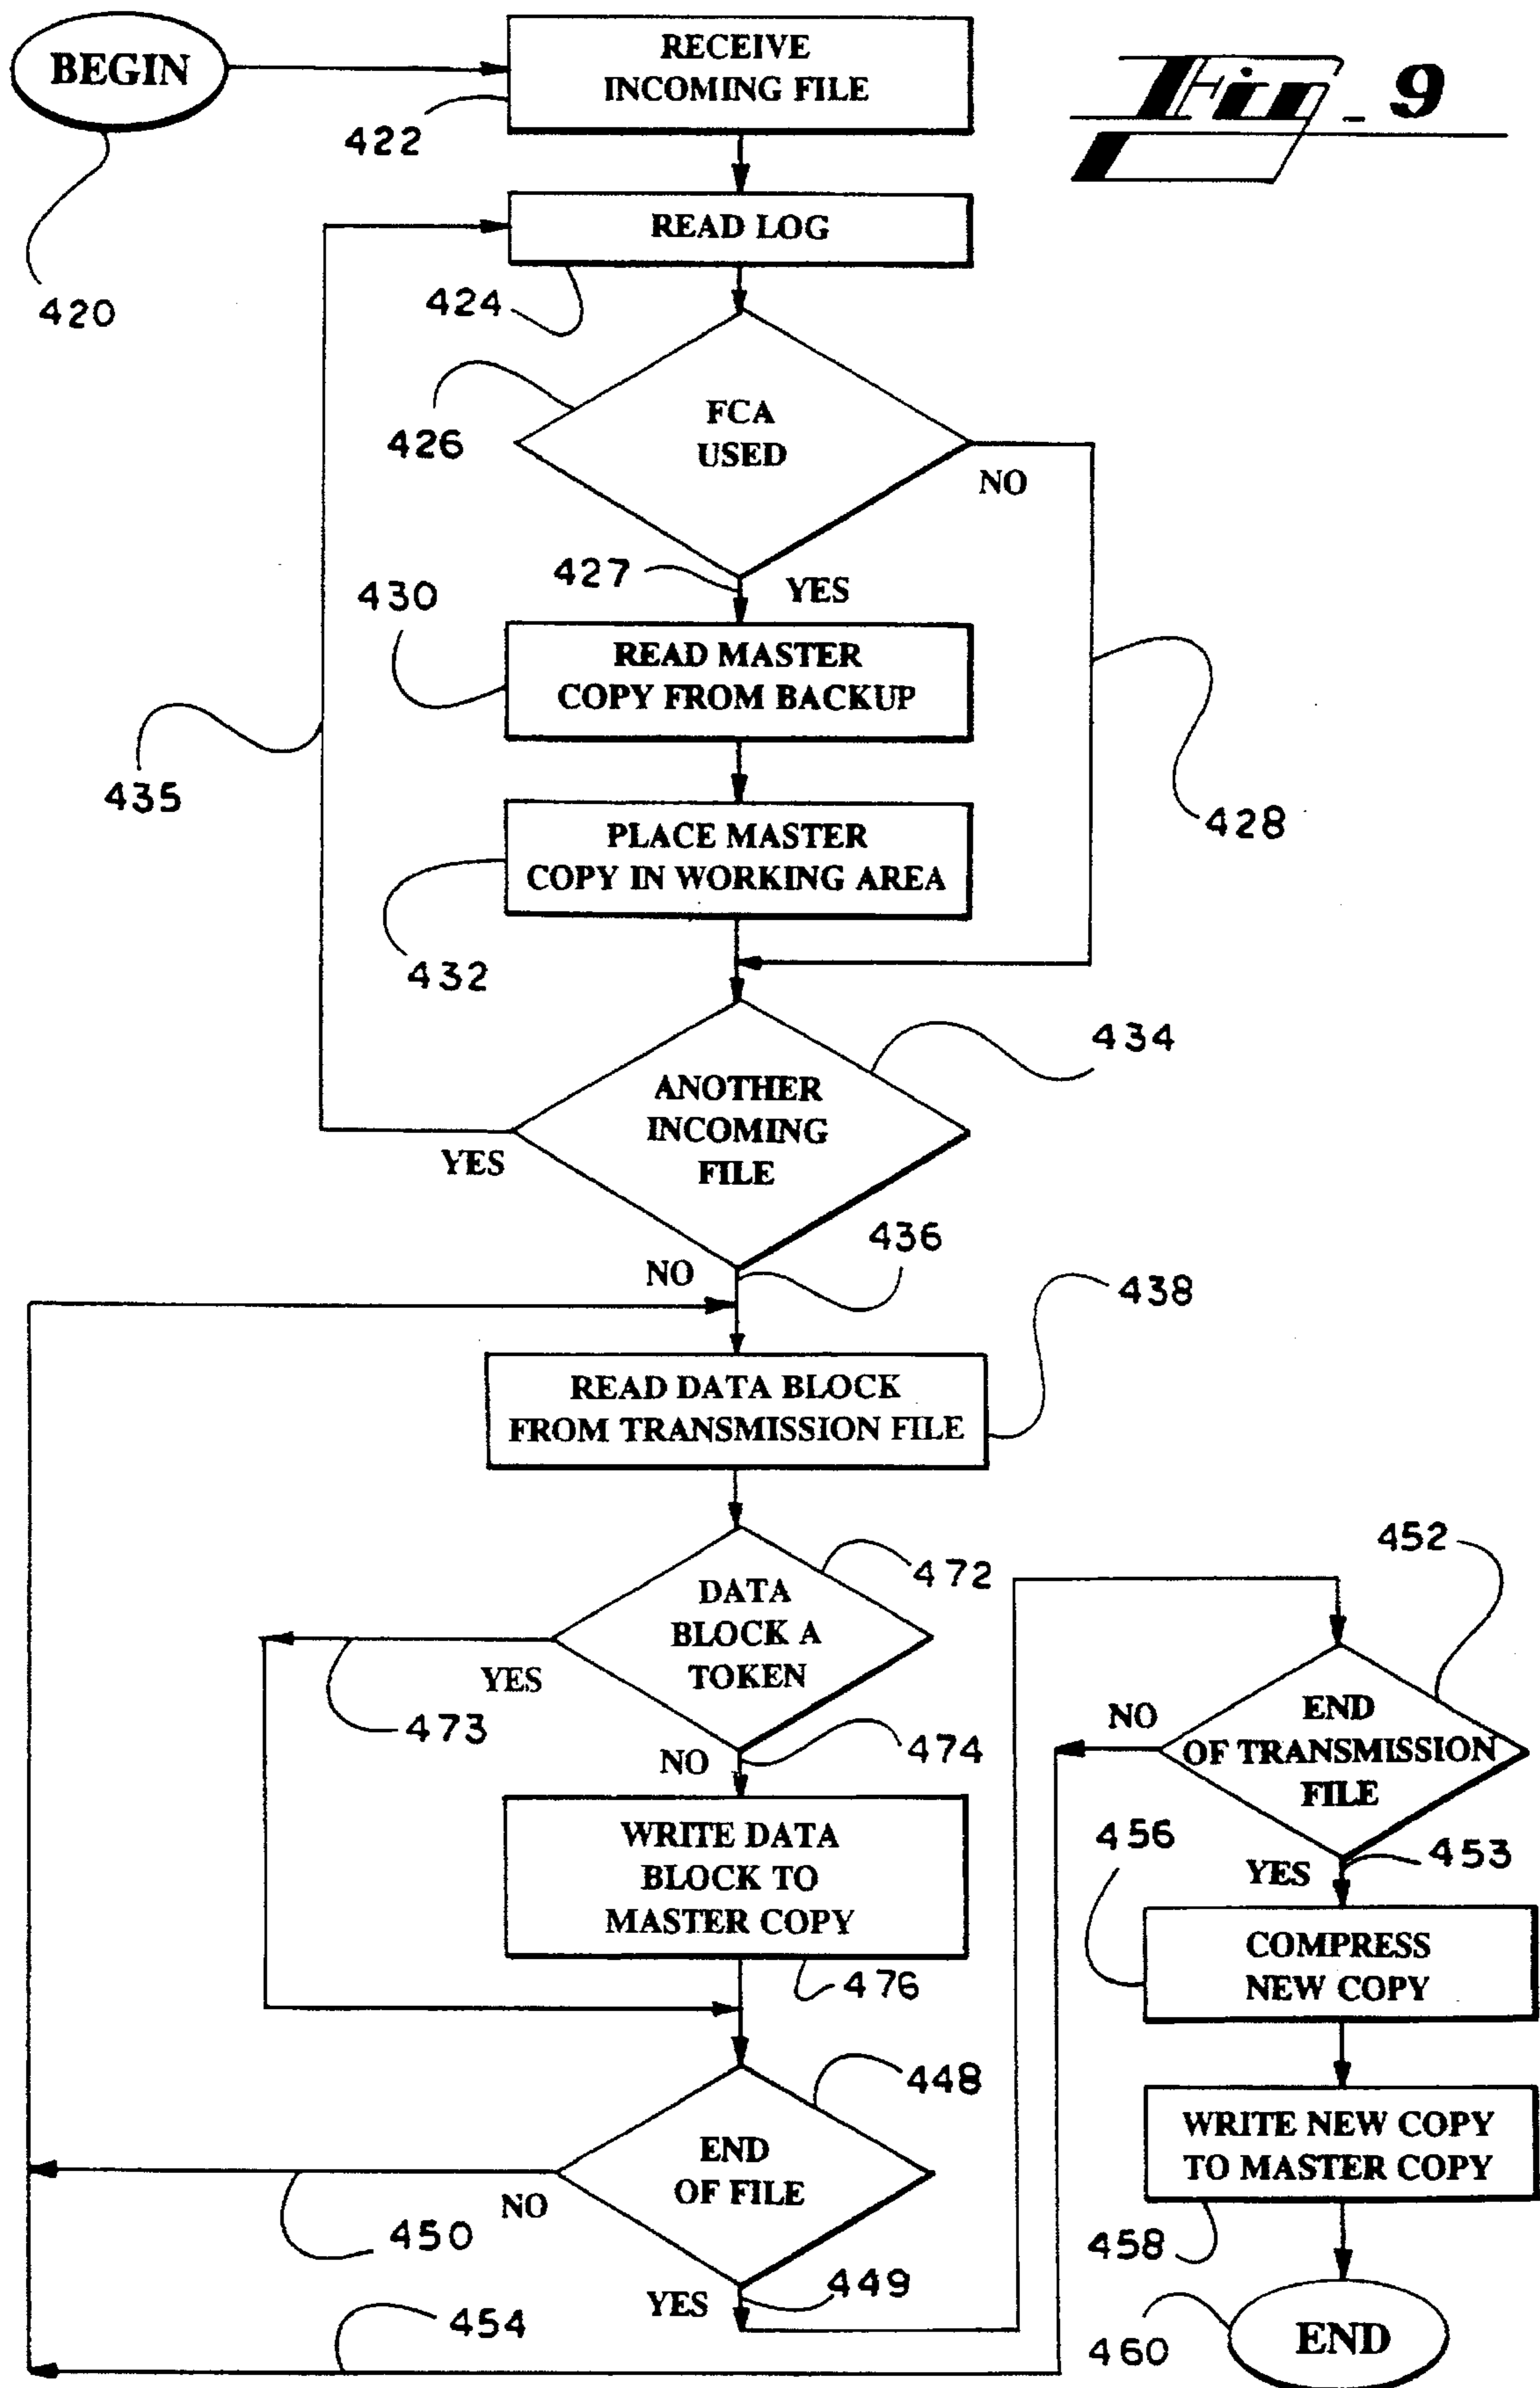 BEGIN
RECEIVE
INCOMING FILE
Fig_9
422
420
READ LOG
424
FCA
USED
426
NO
427
YES
430
READ MASTER
COPY FROM BACKUP
435
428
PLACE MASTER
COPY IN WORKING AREA
432
434
ANOTHER
INCOMING
FILE
YES
436
NO
438
READ DATA BLOCK
FROM TRANSMISSION FILE
472
DATA
BLOCK A
TOKEN
YES
473
474
NO
WRITE DATA
BLOCK TO
MASTER COPY
476
448
END
OF FILE
NO
450
449
YES
454
452
END
OF TRANSMISSION
FILE
NO
456
453
YES
COMPRESS
NEW COPY
WRITE NEW COPY
TO MASTER COPY
458
460
END